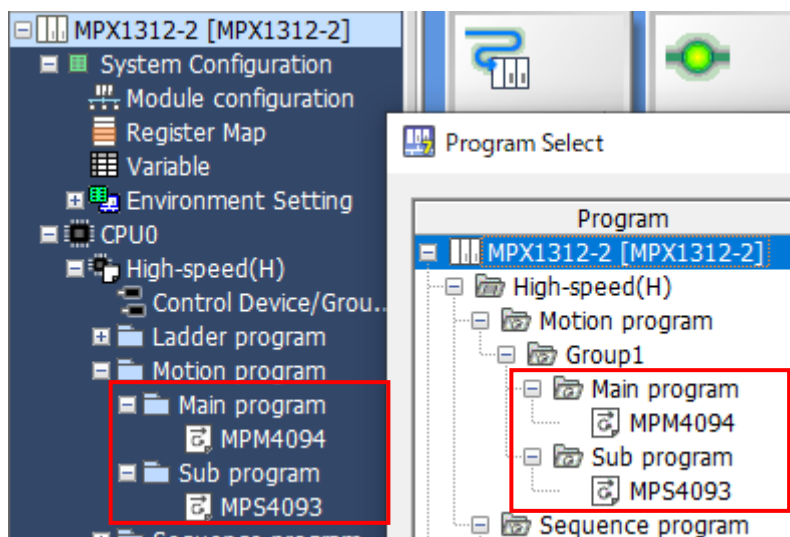 MPX1312-2 [MPX1312-2]
System Configuration
Module configuration
Register Map
Variable
Environment Setting
CPU0
High-speed(H)
Control Device/Grou..
Ladder program
Motion program
Main program
MPM4094
Sub program
MPS4093
Sequence program
Program Select
Program
MPX1312-2 [MPX1312-2]
High-speed(H)
Motion program
Group1
Main program
MPM4094
Sub program
MPS4093
Sequence program